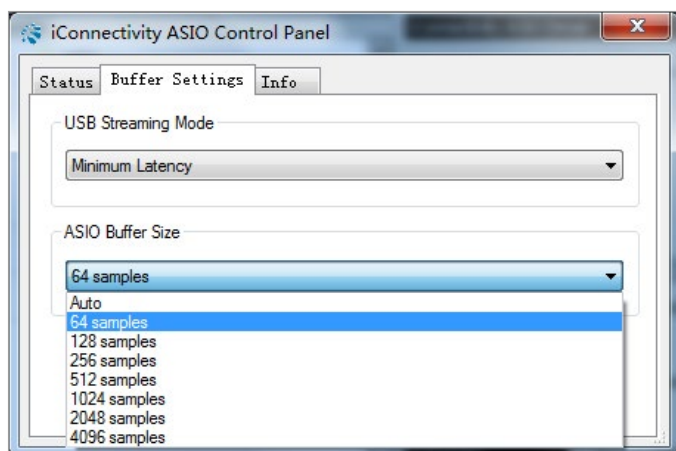 iConnectivity ASIO Control Panel
Status Buffer Settings Info
USB Streaming Mode
Minimum Latency
ASIO Buffer Size
64 samples
Auto
64 samples
128 samples
256 samples
512 samples
1024 samples
2048 samples
4096 samples